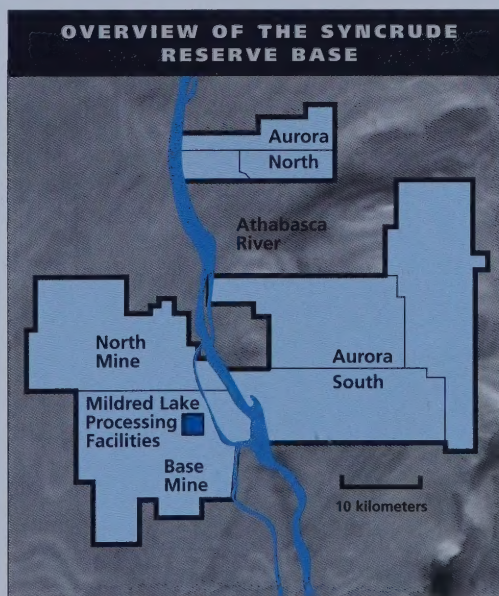 OVERVIEW OF THE SYNCRUDE
RESERVE BASE
Aurora
North
Athabasca
River
North
Mine
Aurora
South
Mildred Lake
Processing
Facilities
Base
Mine
10 kilometers